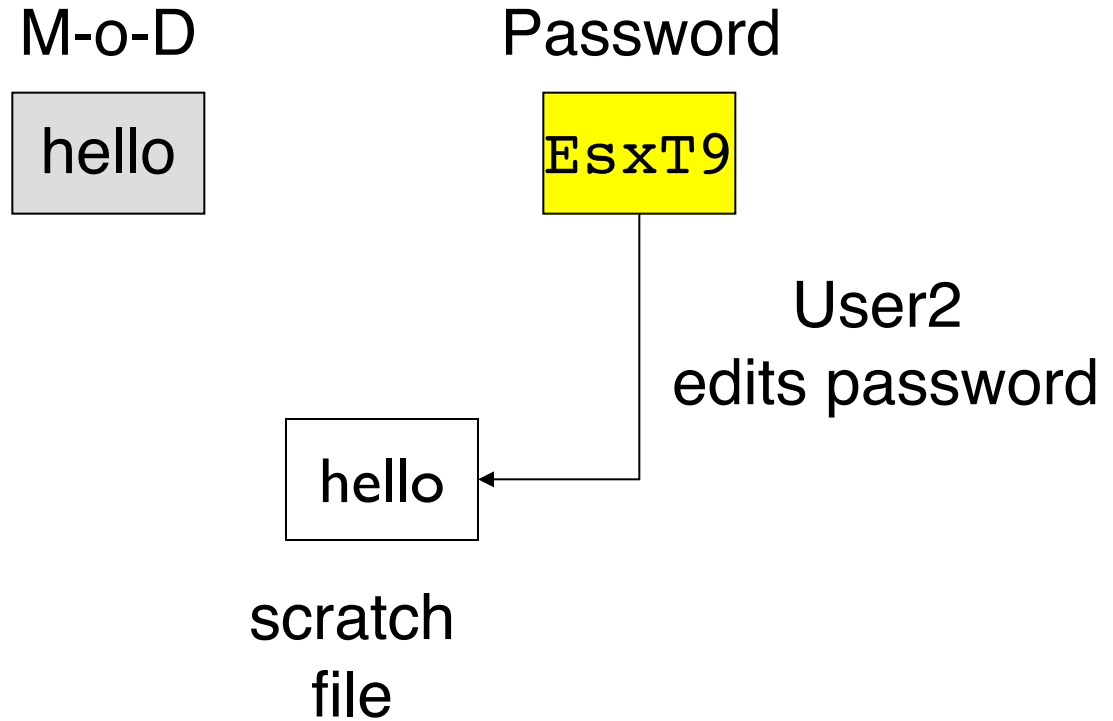 M-o-D
Password
hello
EsxT9
User2
edits password
hello
scratch
file